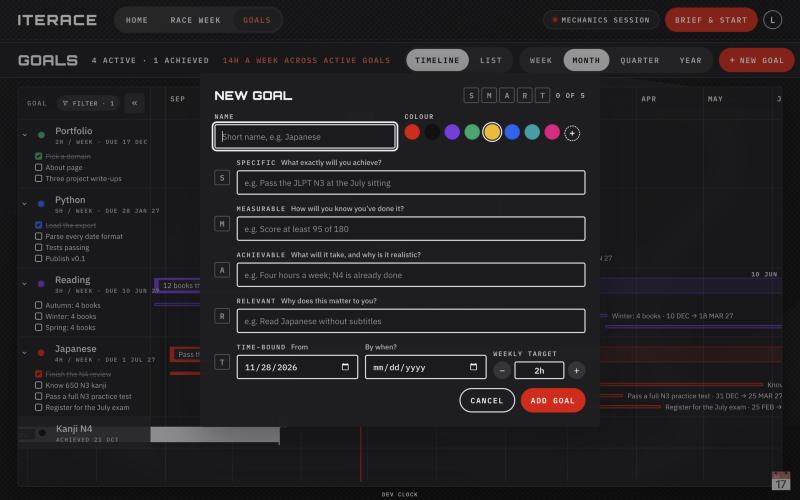 ITERACE
HOME
RACE WEEK
GOALS
MECHANICS SESSION
BRIEF & START
L
GOALS
4 ACTIVE · 1 ACHIEVED
14H A WEEK ACROSS ACTIVE GOALS
TIMELINE
LIST
WEEK
MONTH
QUARTER
YEAR
+ NEW GOAL
GOAL
FILTER · 1
«
SEP
APR
MAY
Portfolio
2H / WEEK · DUE 17 DEC
Pick a domain
About page
Three project write-ups
Python
5H / WEEK · DUE 28 JAN 27
Load the export
Parse every date format
Tests passing
Publish v0.1
Reading
3H / WEEK · DUE 10 JUN 27
12 books th
10 JUN
Autumn: 4 books
Winter: 4 books
Spring: 4 books
Winter: 4 books · 10 DEC → 18 MAR 27
Japanese
4H / WEEK · DUE 1 JUL 27
Pass t
Finish the N4 review
Know 650 N3 kanji
Pass a full N3 practice test
Register for the July exam
Know
Pass a full N3 practice test · 31 DEC → 25 MAR 27
Register for the July exam · 25 FEB →
Kanji N4
ACHIEVED 21 OCT
NEW GOAL
S M A R T 0 OF 5
NAME
Short name, e.g. Japanese
COLOUR
+
SPECIFIC What exactly will you achieve?
S
e.g. Pass the JLPT N3 at the July sitting
MEASURABLE How will you know you've done it?
M
e.g. Score at least 95 of 180
ACHIEVABLE What will it take, and why is it realistic?
A
e.g. Four hours a week; N4 is already done
RELEVANT Why does this matter to you?
R
e.g. Read Japanese without subtitles
TIME-BOUND From
By when?
WEEKLY TARGET
T
11/28/2026
mm/dd/yyyy
−
2h
+
CANCEL
ADD GOAL
DEV CLOCK
17